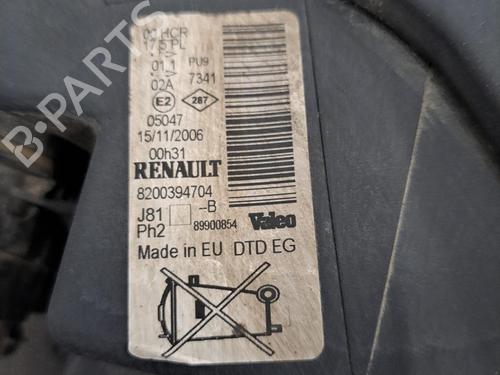 00 HCR
17.5 PL
01.1 PU9
02A 7341
E2 287
05047
15/11/2006
00h31
RENAULT
8200394704
J81 --B
Ph2 89900854 Valeo
Made in EU DTD EG
B-PARTS